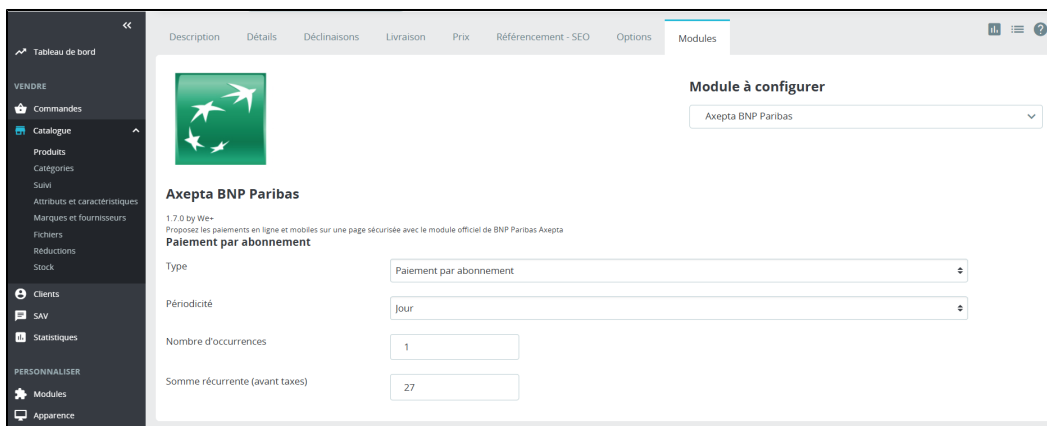 Tableau de bord
VENDRE
Commandes
Catalogue
Produits
Catégories
Suivi
Attributs et caractéristiques
Marques et fournisseurs
Fichiers
Réductions
Stock
Clients
SAV
Statistiques
PERSONNALISER
Modules
Apparence
Description Détails Déclinaisons Livraison Prix Référencement - SEO Options Modules
Module à configurer
Axepta BNP Paribas
Axepta BNP Paribas
1.7.0 by We+
Proposez les paiements en ligne et mobiles sur une page sécurisée avec le module officiel de BNP Paribas Axepta
Paiement par abonnement
Type Paiement par abonnement
Périodicité Jour
Nombre d'occurrences 1
Somme récurrente (avant taxes) 27